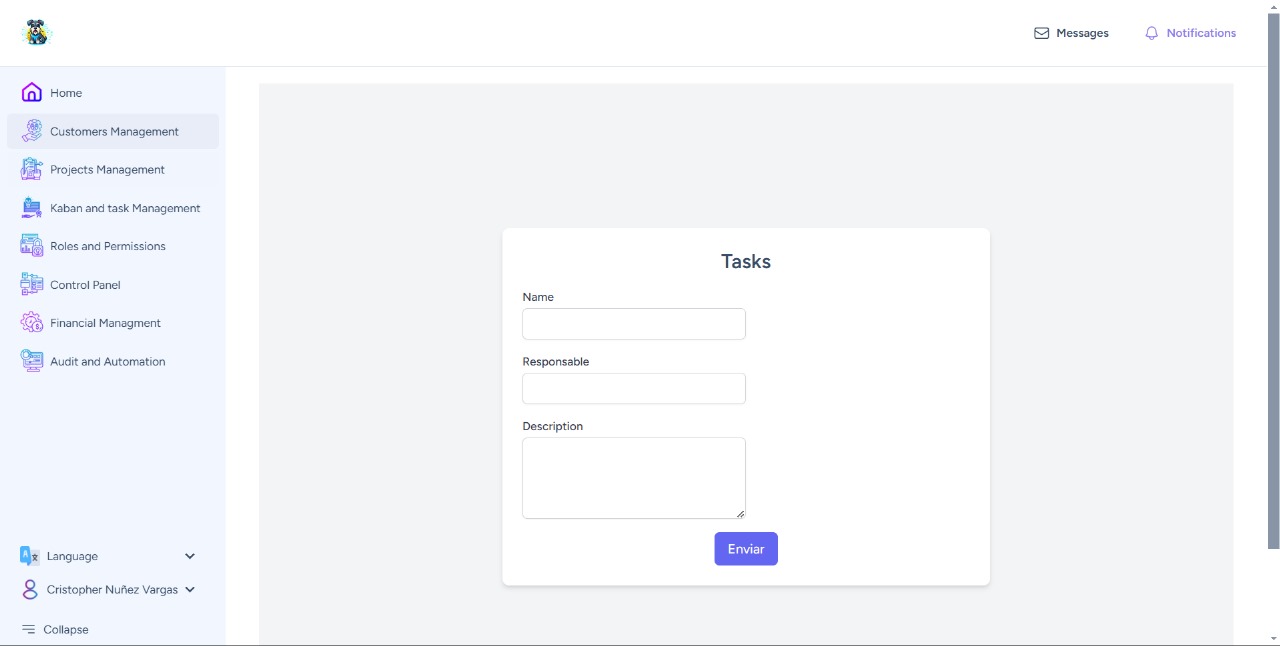 Messages
Notifications
Home
Customers Management
Projects Management
Kaban and task Management
Roles and Permissions
Control Panel
Financial Managment
Audit and Automation
Language
Cristopher Nuñez Vargas
Collapse
Tasks
Name
Responsable
Description
Enviar